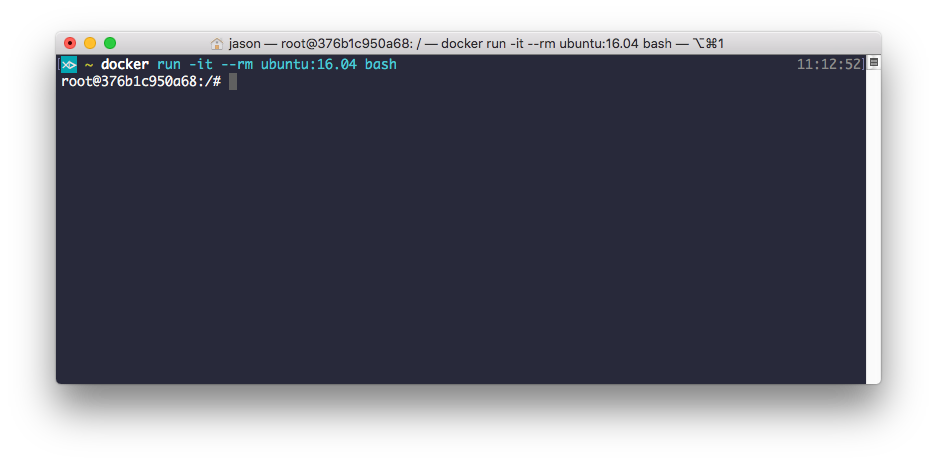 jason — root@376b1c950a68: / — docker run -it --rm ubuntu:16.04 bash — ⌥⌘1
~ docker run -it --rm ubuntu:16.04 bash 11:12:52
root@376b1c950a68:/#